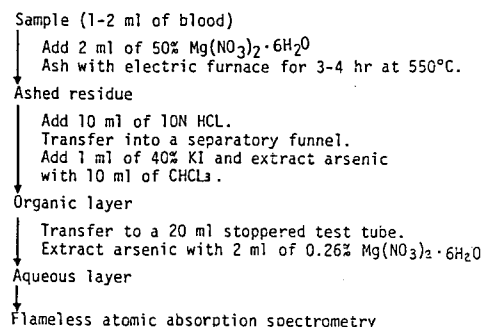 Sample (1-2 ml of blood)
Add 2 ml of 50% Mg(NO₃)₂·6H₂O
Ash with electric furnace for 3-4 hr at 550°C.
Ashed residue
Add 10 ml of 10N HCL.
Transfer into a separatory funnel.
Add 1 ml of 40% KI and extract arsenic
with 10 ml of CHCL₃.
Organic layer
Transfer to a 20 ml stoppered test tube.
Extract arsenic with 2 ml of 0.26% Mg(NO₃)₂·6H₂O
Aqueous layer
Flameless atomic absorption spectrometry